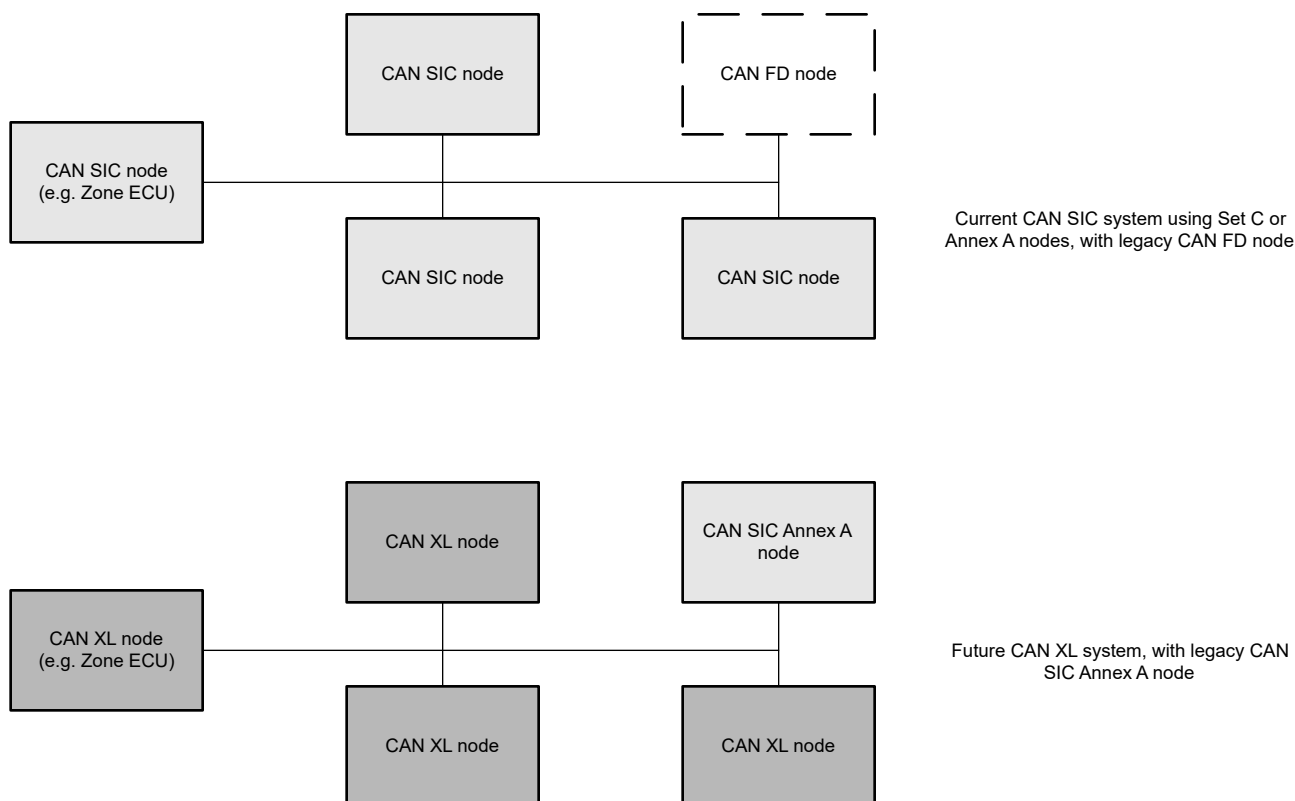 CAN SIC node
CAN FD node
CAN SIC node
(e.g. Zone ECU)
CAN SIC node
CAN SIC node
Current CAN SIC system using Set C or
Annex A nodes, with legacy CAN FD node
CAN XL node
CAN SIC Annex A
node
CAN XL node
(e.g. Zone ECU)
CAN XL node
CAN XL node
Future CAN XL system, with legacy CAN
SIC Annex A node